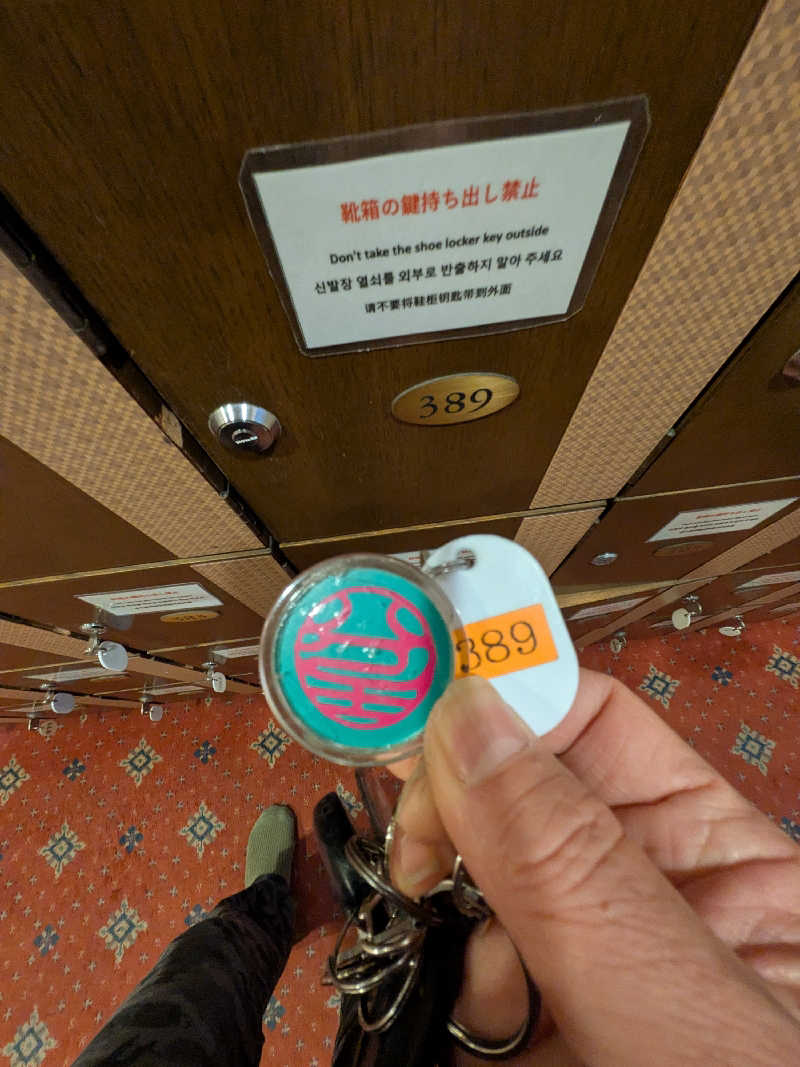 靴箱の鍵持ち出し禁止
Don't take the shoe locker key outside
신발장 열쇠를 외부로 반출하지 말아 주세요
请不要将鞋柜钥匙带到外面
389
389